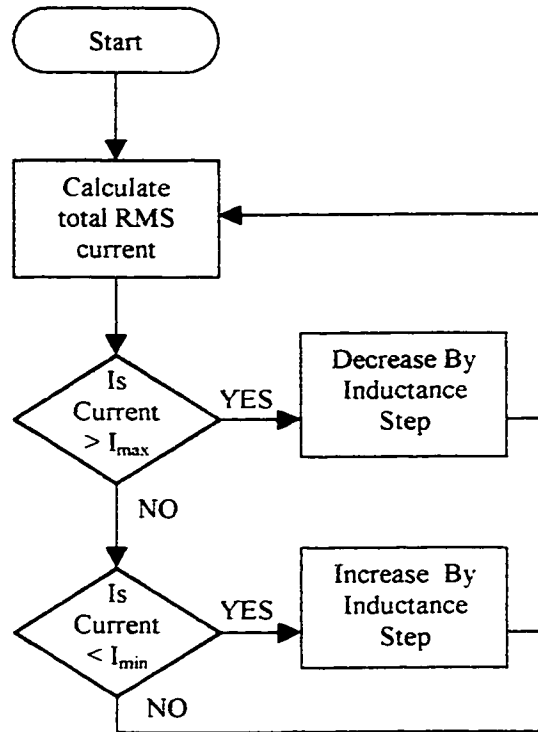 Start
Calculate
total RMS
current
Is
Current
> Imax
YES
Decrease By
Inductance
Step
NO
Is
Current
< Imin
YES
Increase By
Inductance
Step
NO